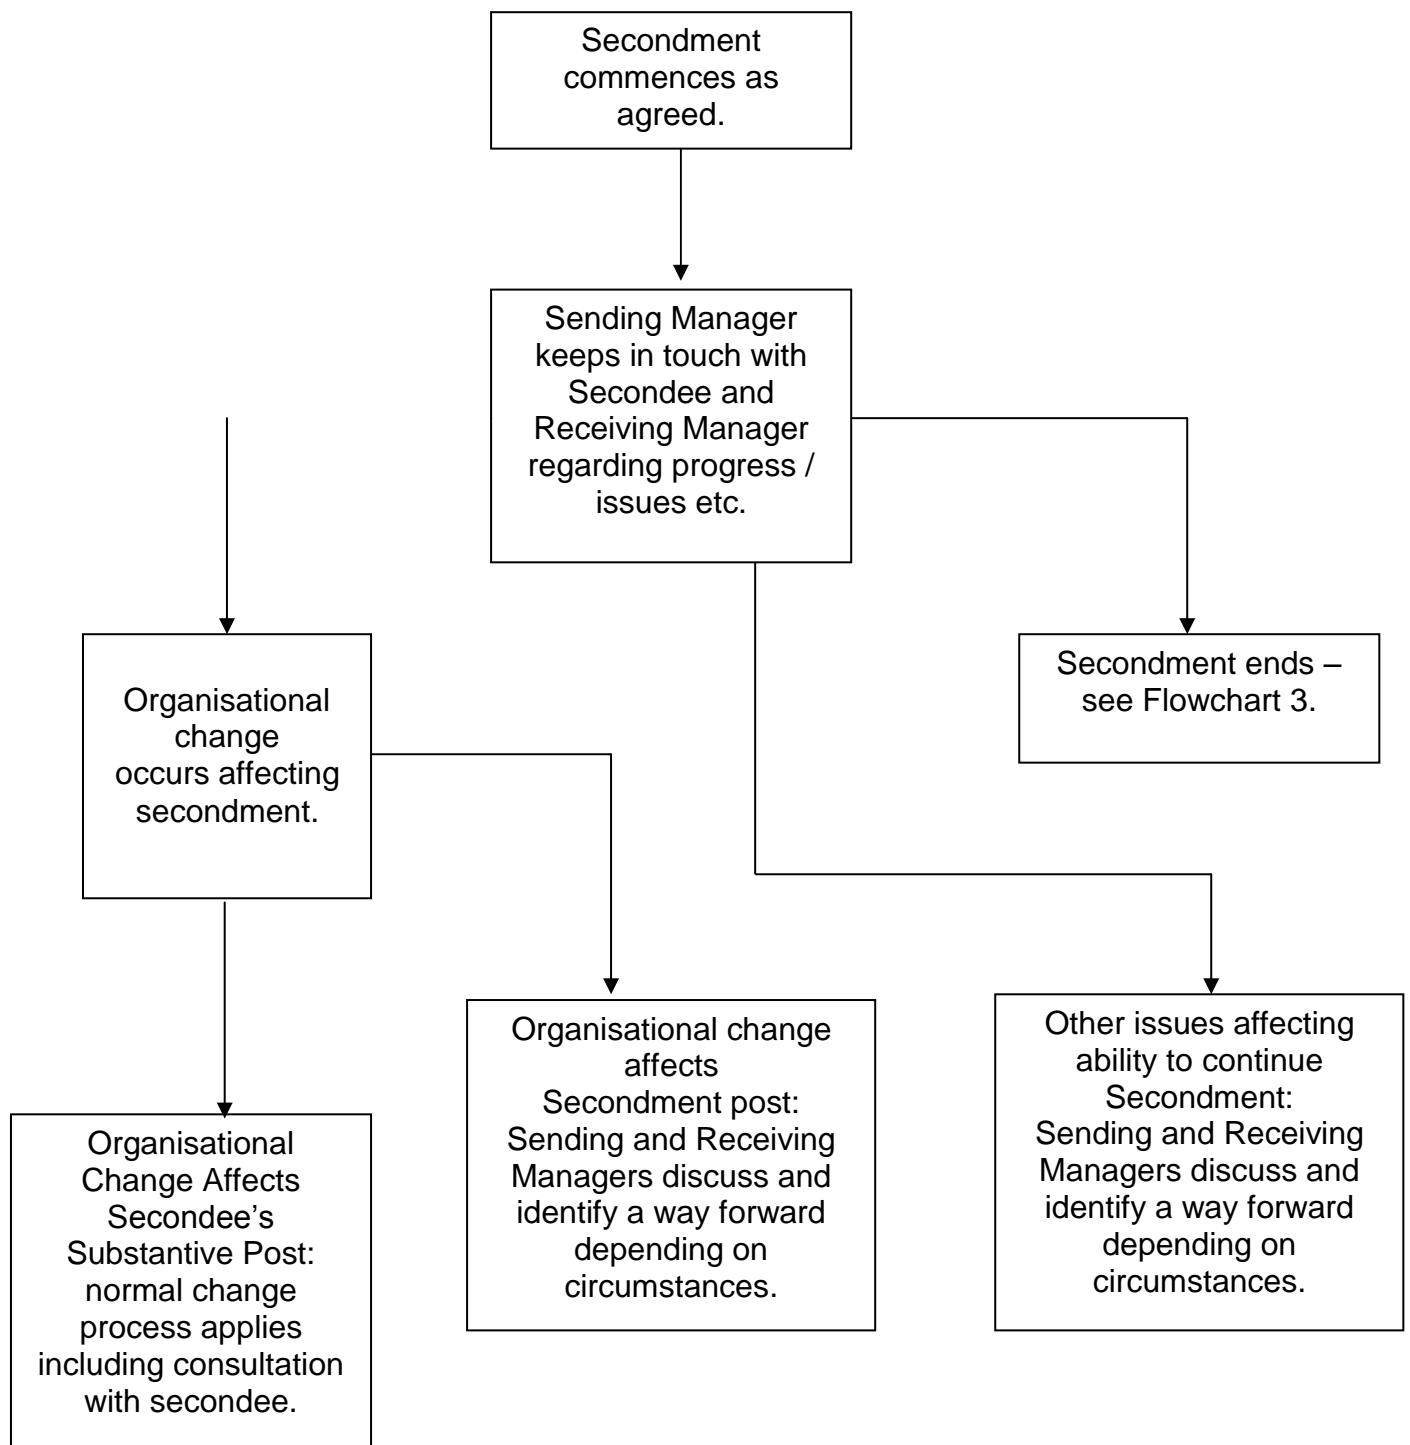 Secondment
commences as
agreed.
Sending Manager
keeps in touch with
Secondee and
Receiving Manager
regarding progress /
issues etc.
Organisational
change
occurs affecting
secondment.
Secondment ends –
see Flowchart 3.
Organisational
Change Affects
Secondee’s
Substantive Post:
normal change
process applies
including consultation
with secondee.
Organisational change
affects
Secondment post:
Sending and Receiving
Managers discuss and
identify a way forward
depending on
circumstances.
Other issues affecting
ability to continue
Secondment:
Sending and Receiving
Managers discuss and
identify a way forward
depending on
circumstances.